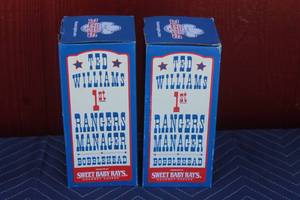 TED
WILLIAMS
1st
RANGERS
MANAGER
BOBBLEHEAD
SWEET BABY RAY'S
TED
WILLIAMS
1st
RANGERS
MANAGER
BOBBLEHEAD
SWEET BABY RAY'S